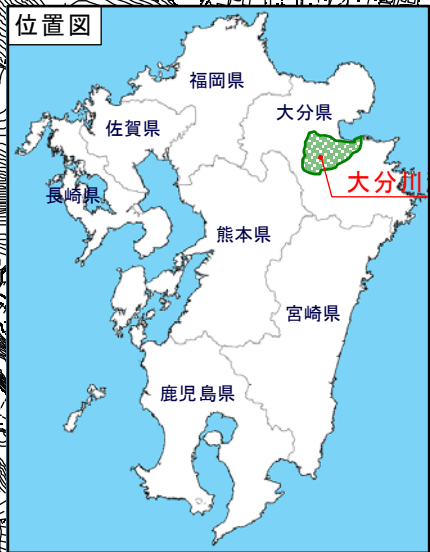 位置図
福岡県
大分県
佐賀県
大分川
長崎県
熊本県
宮崎県
鹿児島県